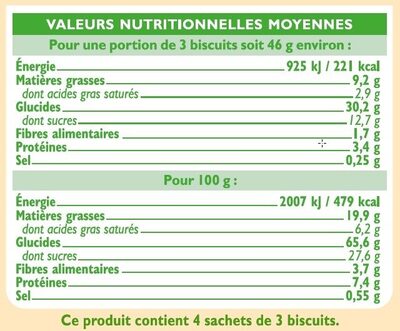 VALEURS NUTRITIONNELLES MOYENNES
Pour une portion de 3 biscuits soit 46 g environ :
Énergie 925 kJ / 221 kcal
Matières grasses 9,2 g
dont acides gras saturés 2,9 g
Glucides 30,2 g
dont sucres 12,7 g
Fibres alimentaires 1,7 g
Protéines 3,4 g
Sel 0,25 g
Pour 100 g :
Énergie 2007 kJ / 479 kcal
Matières grasses 19,9 g
dont acides gras saturés 6,2 g
Glucides 65,6 g
dont sucres 27,6 g
Fibres alimentaires 3,7 g
Protéines 7,4 g
Sel 0,55 g
Ce produit contient 4 sachets de 3 biscuits.